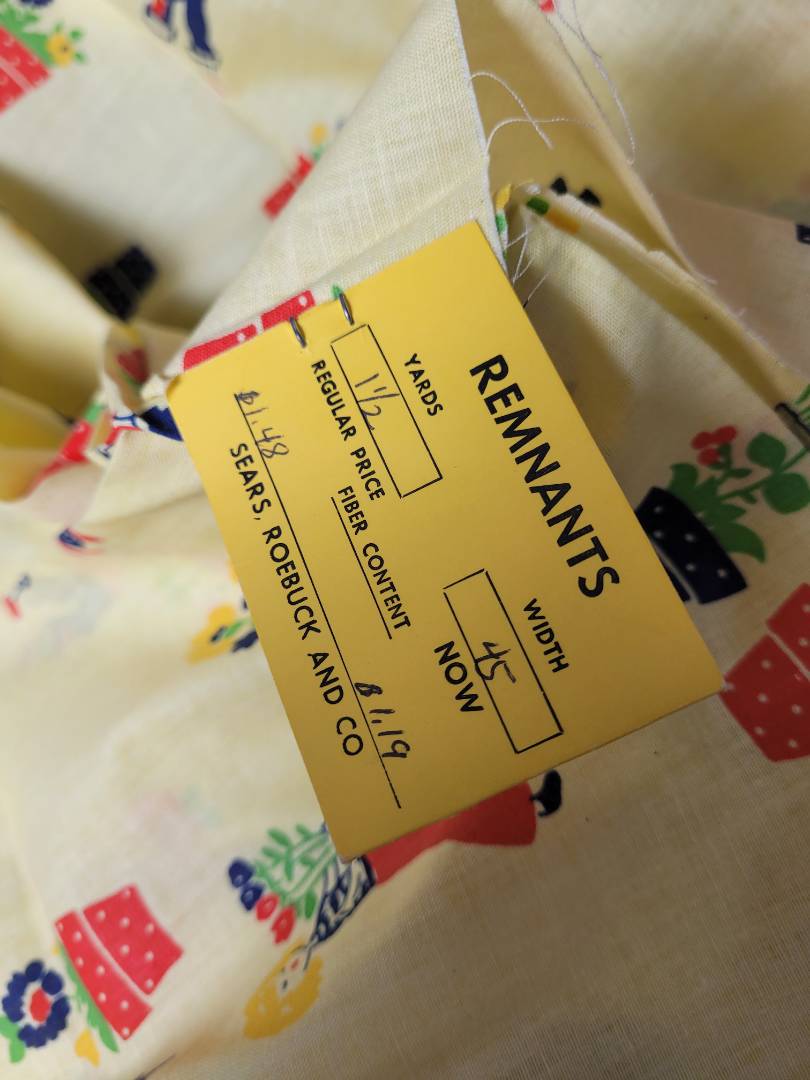 REMNANTS
YARDS 1 1/2 WIDTH 45
REGULAR PRICE FIBER CONTENT NOW
$1.48 $1.19
SEARS, ROEBUCK AND CO